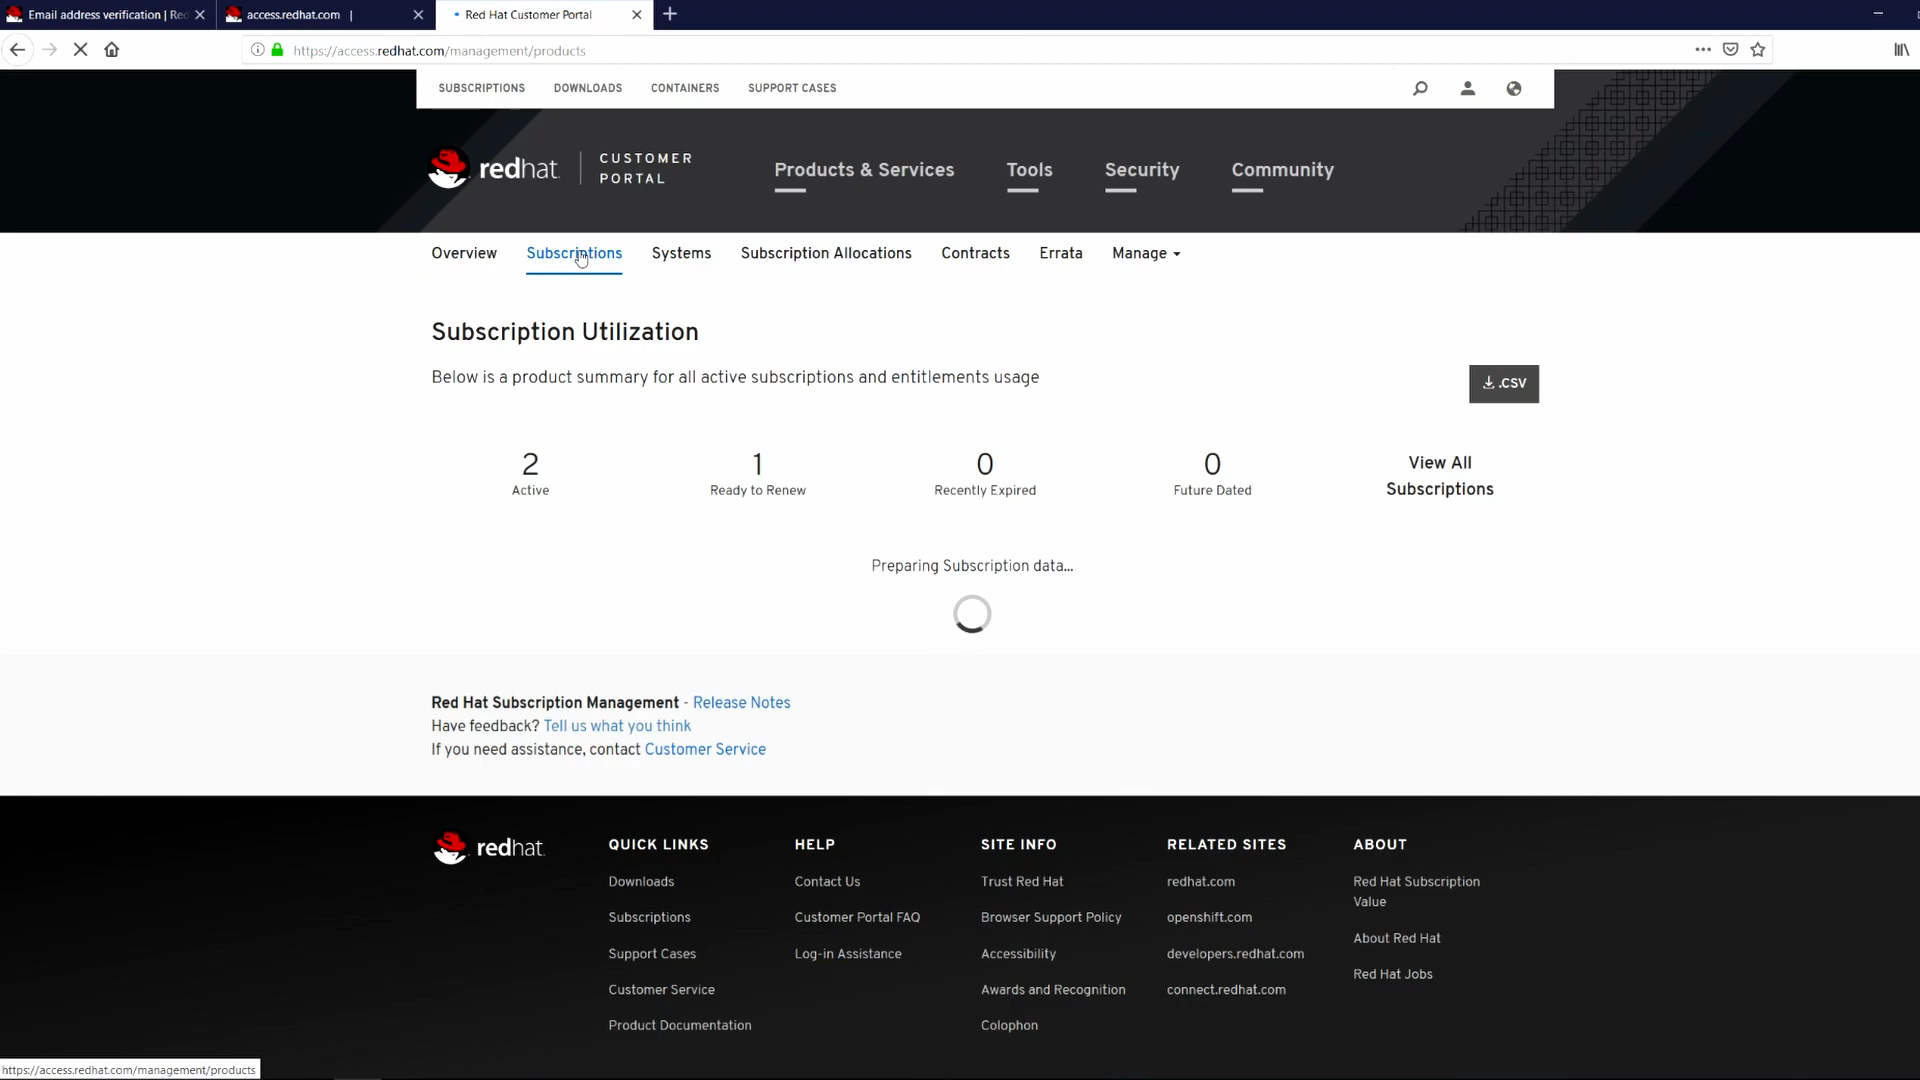 Email address verification | Red
access.redhat.com |
Red Hat Customer Portal
https://access.redhat.com/management/products
SUBSCRIPTIONS DOWNLOADS CONTAINERS SUPPORT CASES
redhat. CUSTOMER PORTAL
Products & Services Tools Security Community
Overview Subscriptions Systems Subscription Allocations Contracts Errata Manage
Subscription Utilization
Below is a product summary for all active subscriptions and entitlements usage
.CSV
2 1 0 0 View All
Active Ready to Renew Recently Expired Future Dated Subscriptions
Preparing Subscription data...
Red Hat Subscription Management - Release Notes
Have feedback? Tell us what you think
If you need assistance, contact Customer Service
redhat.
QUICK LINKS
Downloads
Subscriptions
Support Cases
Customer Service
Product Documentation
HELP
Contact Us
Customer Portal FAQ
Log-in Assistance
SITE INFO
Trust Red Hat
Browser Support Policy
Accessibility
Awards and Recognition
Colophon
RELATED SITES
redhat.com
openshift.com
developers.redhat.com
connect.redhat.com
ABOUT
Red Hat Subscription
Value
About Red Hat
Red Hat Jobs
https://access.redhat.com/management/products